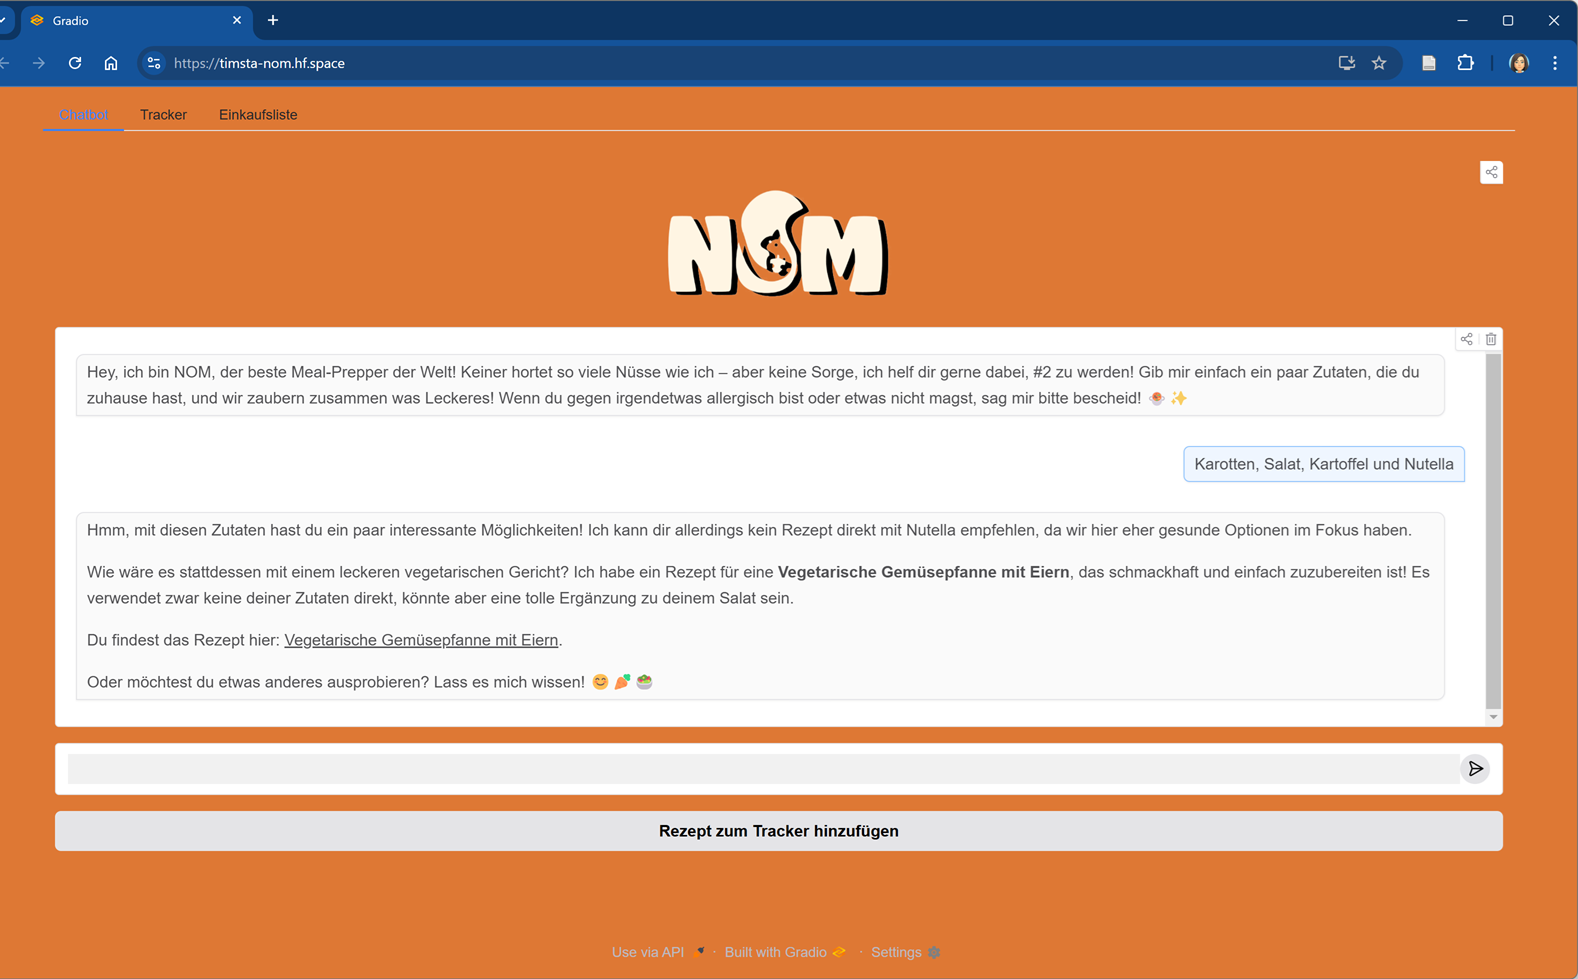 Gradio
https://timsta-nom.hf.space
Chatbot Tracker Einkaufsliste
NOM
Hey, ich bin NOM, der beste Meal-Prepper der Welt! Keiner hortet so viele Nüsse wie ich – aber keine Sorge, ich helf dir gerne dabei, #2 zu werden! Gib mir einfach ein paar Zutaten, die du
zuhause hast, und wir zaubern zusammen was Leckeres! Wenn du gegen irgendetwas allergisch bist oder etwas nicht magst, sag mir bitte bescheid! 🍝 ✨
Karotten, Salat, Kartoffel und Nutella
Hmm, mit diesen Zutaten hast du ein paar interessante Möglichkeiten! Ich kann dir allerdings kein Rezept direkt mit Nutella empfehlen, da wir hier eher gesunde Optionen im Fokus haben.
Wie wäre es stattdessen mit einem leckeren vegetarischen Gericht? Ich habe ein Rezept für eine Vegetarische Gemüsepfanne mit Eiern, das schmackhaft und einfach zuzubereiten ist! Es
verwendet zwar keine deiner Zutaten direkt, könnte aber eine tolle Ergänzung zu deinem Salat sein.
Du findest das Rezept hier: Vegetarische Gemüsepfanne mit Eiern.
Oder möchtest du etwas anderes ausprobieren? Lass es mich wissen! 😊 🥕 🥗
Rezept zum Tracker hinzufügen
Use via API · Built with Gradio · Settings